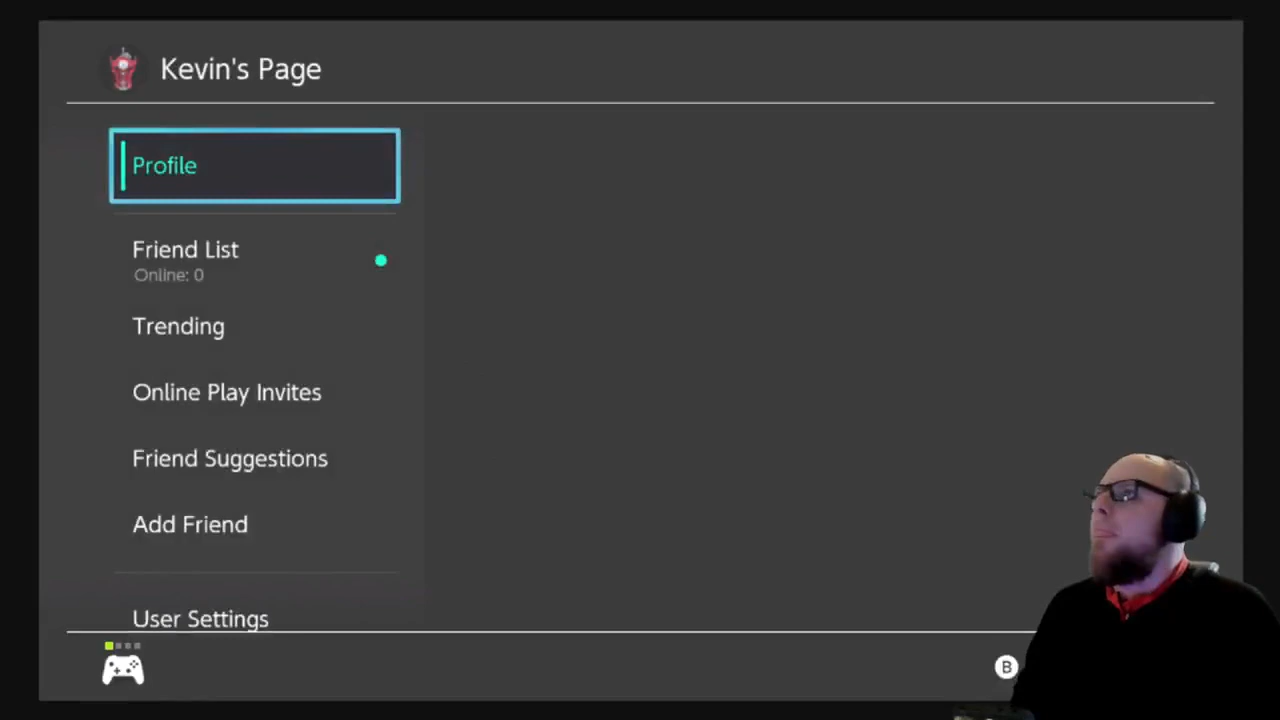 Kevin's Page
Profile
Friend List
Online: 0
Trending
Online Play Invites
Friend Suggestions
Add Friend
User Settings
B